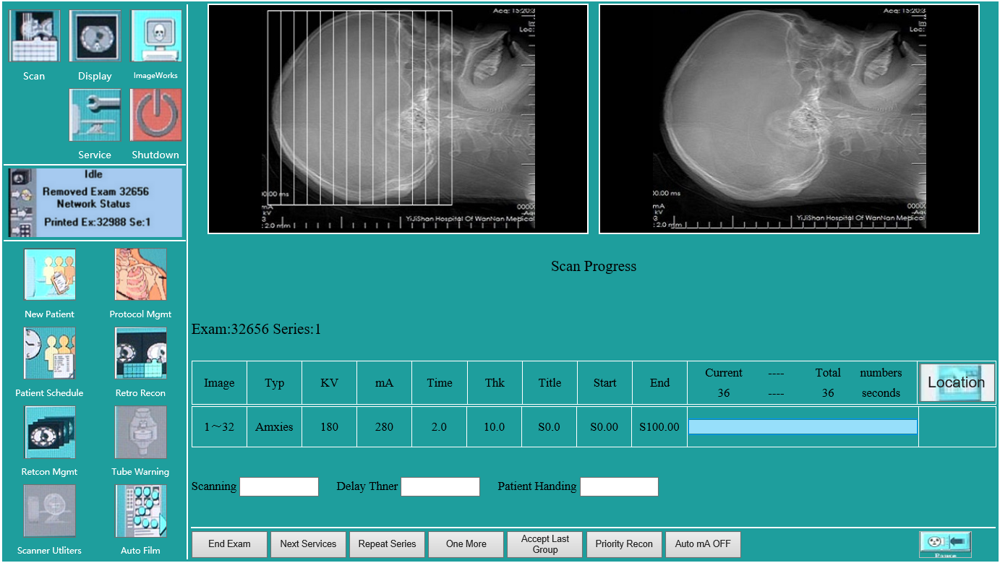 Scan
Display
ImageWorks
Service
Shutdown
Idle
Removed Exam 32656
Network Status
Printed Ex:32988 Se:1
New Patient
Protocol Mgmt
Patient Schedule
Retro Recon
Retcon Mgmt
Tube Warning
Scanner Utliters
Auto Film
Acq: 15:20:3
Loc:
00.00 ms
mA
kV
3
2.0 mm
YiJiShan Hospital Of WanNan Medical
Acq: 15:20:3
Loc:
00.00 ms
mA
kV
3
2.0 mm
YiJiShan Hospital Of WanNan Medical
Scan Progress
Exam:32656 Series:1
Image Typ KV mA Time Thk Title Start End Current ---- Total numbers
36 ---- 36 seconds
Location
1～32 Amxies 180 280 2.0 10.0 S0.0 S0.00 S100.00
Scanning Delay Thner Patient Handing
End Exam Next Services Repeat Series One More Accept Last Group Priority Recon Auto mA OFF
Pause